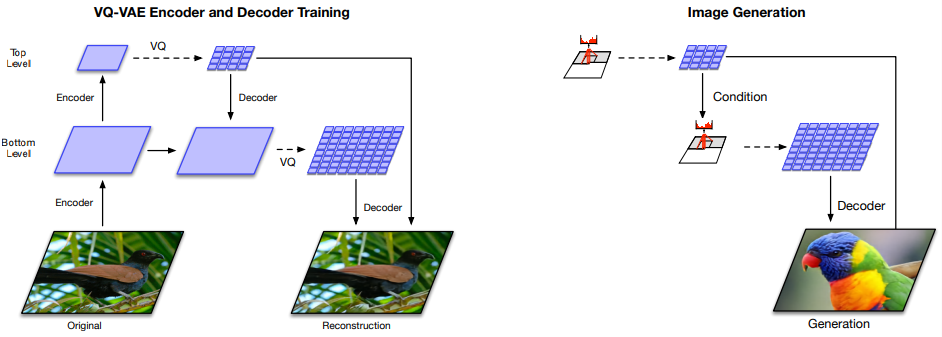 VQ-VAE Encoder and Decoder Training
Image Generation
Top
Level
VQ
Encoder
Decoder
Condition
Bottom
Level
VQ
Encoder
Decoder
Decoder
Original
Reconstruction
Generation